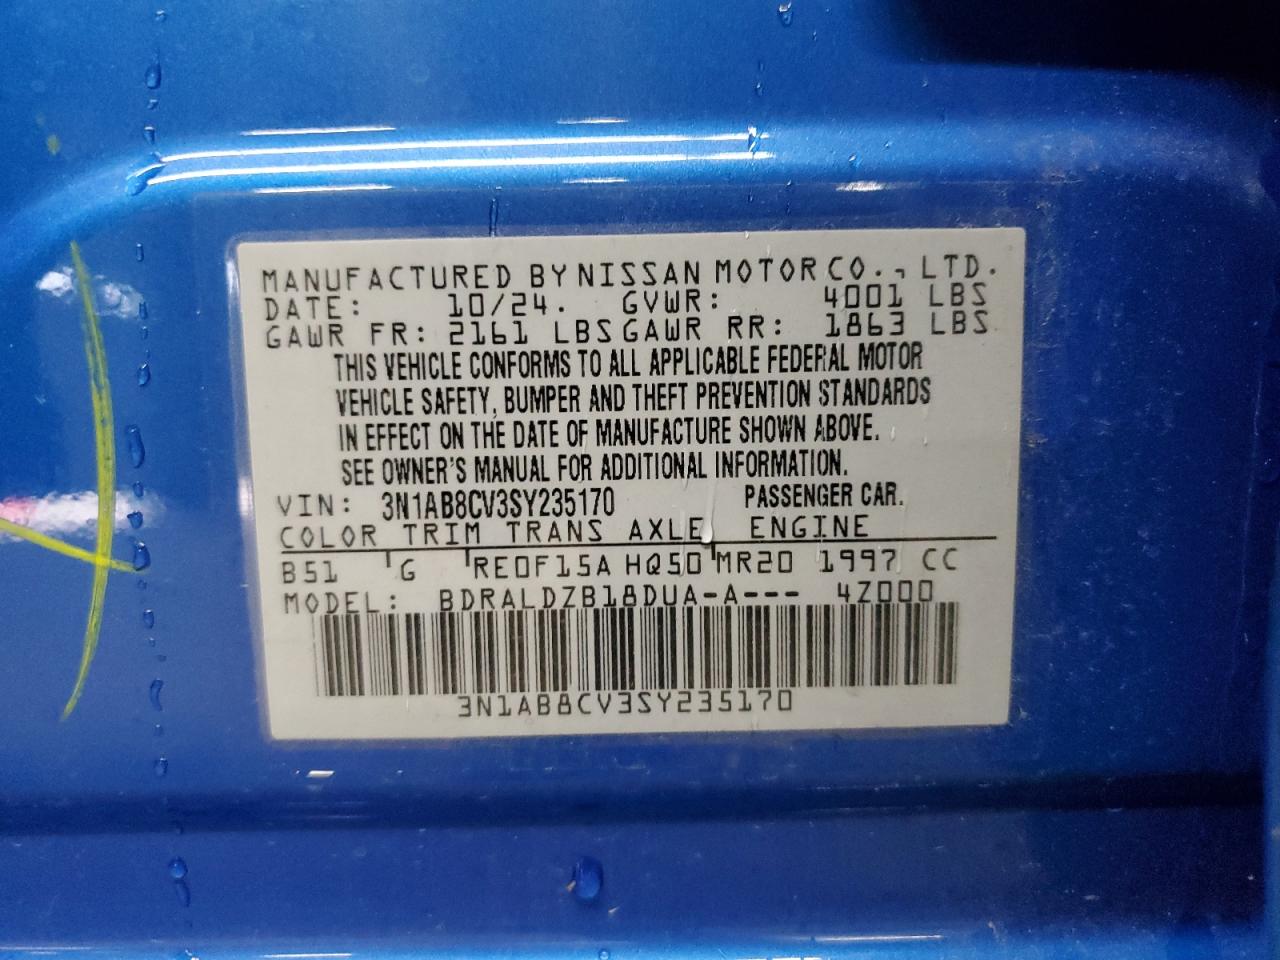 MANUFACTURED BY NISSAN MOTOR CO., LTD.
DATE: 10/24. GVWR: 4001 LBS
GAWR FR: 2161 LBS GAWR RR: 1863 LBS
THIS VEHICLE CONFORMS TO ALL APPLICABLE FEDERAL MOTOR
VEHICLE SAFETY, BUMPER AND THEFT PREVENTION STANDARDS
IN EFFECT ON THE DATE OF MANUFACTURE SHOWN ABOVE.
SEE OWNER'S MANUAL FOR ADDITIONAL INFORMATION.
VIN: 3N1AB8CV3SY235170 PASSENGER CAR.
COLOR TRIM TRANS AXLE ENGINE
B51 G RE0F15A HQ50 MR20 1997 CC
MODEL: BDRALDZB18DUA-A--- 4Z000
3N1AB8CV3SY235170